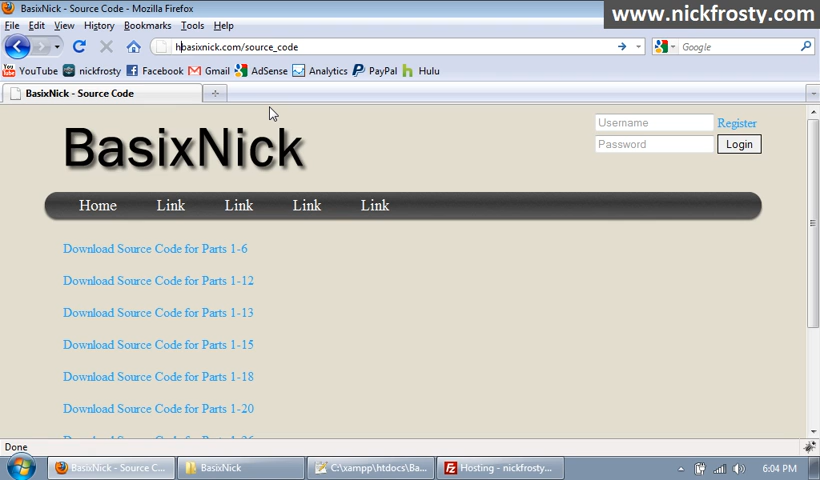 BasixNick - Source Code - Mozilla Firefox
www.nickfrosty.com
File Edit View History Bookmarks Tools Help
hbasixnick.com/source_code
Google
You Tube YouTube nickfrosty Facebook Gmail AdSense Analytics PayPal Hulu
BasixNick - Source Code
BasixNick
Username Register
Password Login
Home Link Link Link Link
Download Source Code for Parts 1-6
Download Source Code for Parts 1-12
Download Source Code for Parts 1-13
Download Source Code for Parts 1-15
Download Source Code for Parts 1-18
Download Source Code for Parts 1-20
Done
BasixNick - Source C... BasixNick C:\xampp\htdocs\Ba... Hosting - nickfrosty... 6:04 PM